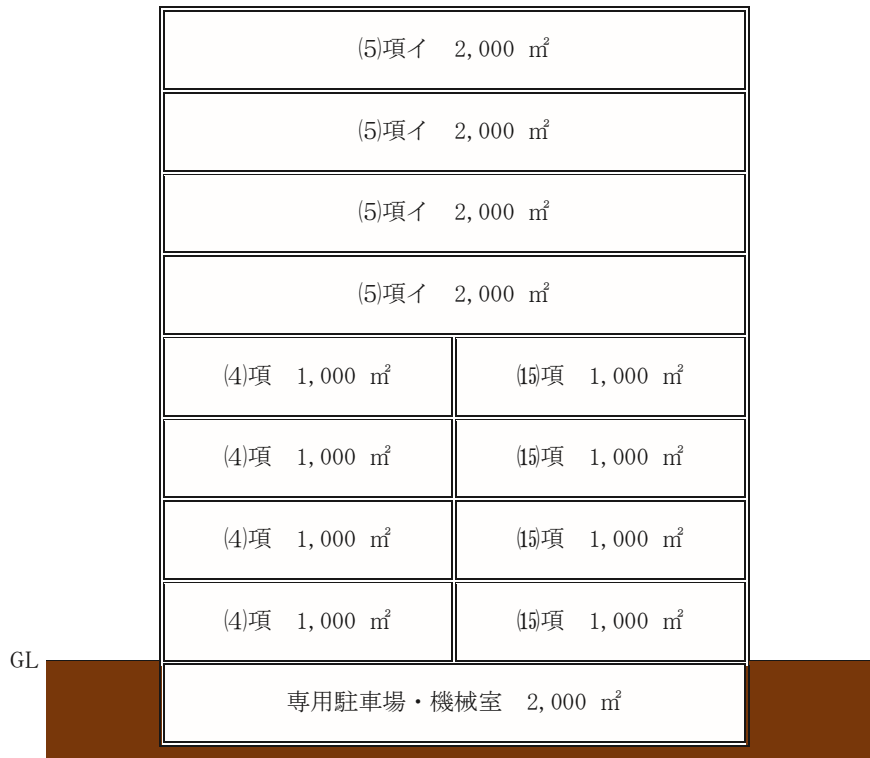 ⑸項イ　2,000 ㎡
⑸項イ　2,000 ㎡
⑸項イ　2,000 ㎡
⑸項イ　2,000 ㎡
⑷項　1,000 ㎡　⒂項　1,000 ㎡
⑷項　1,000 ㎡　⒂項　1,000 ㎡
⑷項　1,000 ㎡　⒂項　1,000 ㎡
⑷項　1,000 ㎡　⒂項　1,000 ㎡
GL
専用駐車場・機械室　2,000 ㎡